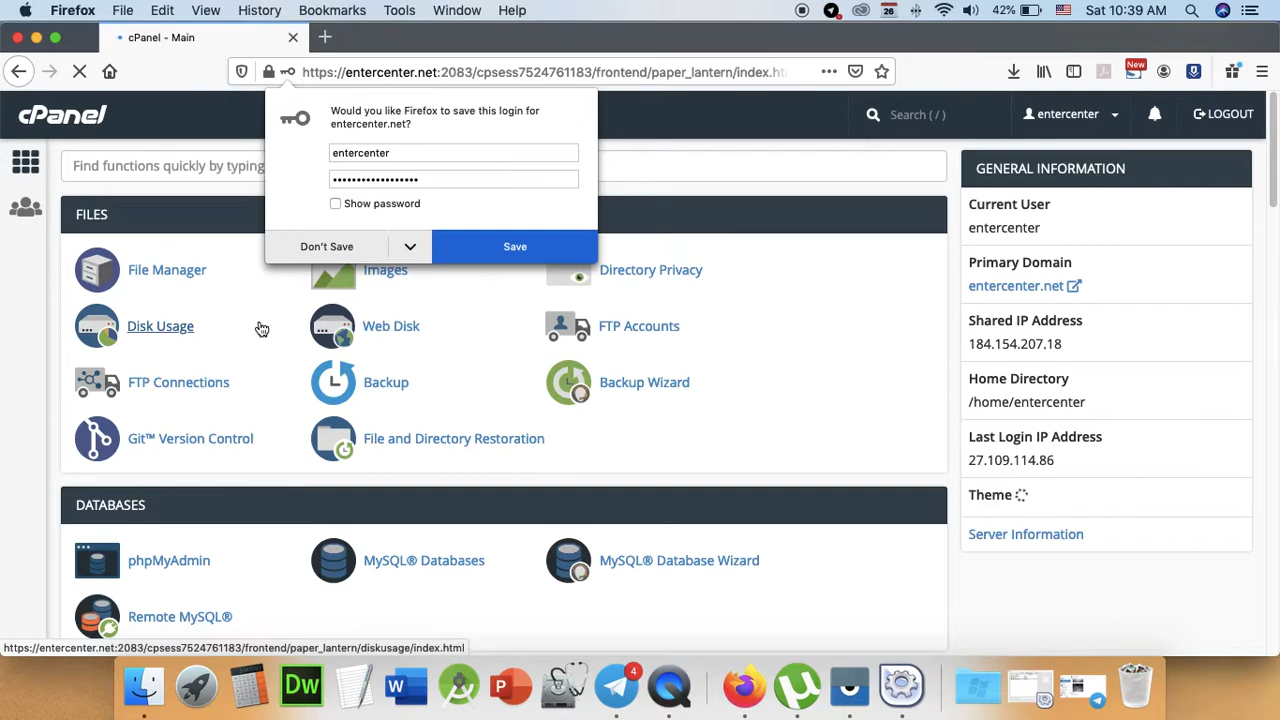 Firefox File Edit View History Bookmarks Tools Window Help 26 42% Sat 10:39 AM
cPanel - Main
https://entercenter.net:2083/cpsess7524761183/frontend/paper_lantern/index.ht
New
Would you like Firefox to save this login for
entercenter.net?
entercenter
••••••••••••••••••
Show password
Don't Save Save
cPanel Search ( / ) entercenter LOGOUT
Find functions quickly by typing
FILES
File Manager Images Directory Privacy
Disk Usage Web Disk FTP Accounts
FTP Connections Backup Backup Wizard
Git™ Version Control File and Directory Restoration
DATABASES
phpMyAdmin MySQL® Databases MySQL® Database Wizard
Remote MySQL®
GENERAL INFORMATION
Current User
entercenter
Primary Domain
entercenter.net
Shared IP Address
184.154.207.18
Home Directory
/home/entercenter
Last Login IP Address
27.109.114.86
Theme
Server Information
https://entercenter.net:2083/cpsess7524761183/frontend/paper_lantern/diskusage/index.html
Dw W P 4 µ